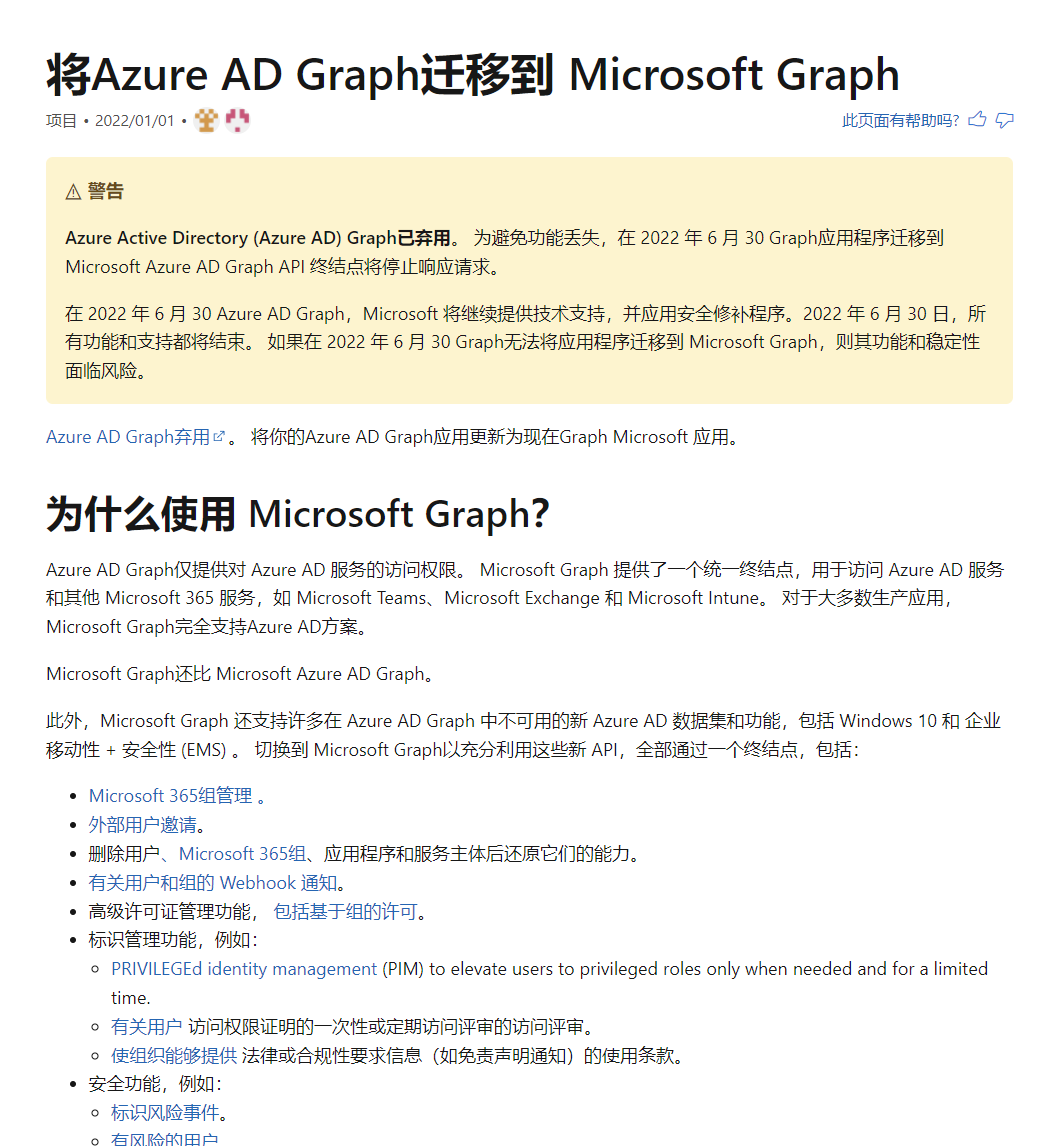 将Azure AD Graph迁移到 Microsoft Graph
项目 • 2022/01/01 •
此页面有帮助吗?
警告
Azure Active Directory (Azure AD) Graph已弃用。 为避免功能丢失，在 2022 年 6 月 30 Graph应用程序迁移到
Microsoft Azure AD Graph API 终结点将停止响应请求。
在 2022 年 6 月 30 Azure AD Graph，Microsoft 将继续提供技术支持，并应用安全修补程序。2022 年 6 月 30 日，所
有功能和支持都将结束。 如果在 2022 年 6 月 30 Graph无法将应用程序迁移到 Microsoft Graph，则其功能和稳定性
面临风险。
Azure AD Graph弃用。 将你的Azure AD Graph应用更新为现在Graph Microsoft 应用。
为什么使用 Microsoft Graph？
Azure AD Graph仅提供对 Azure AD 服务的访问权限。 Microsoft Graph 提供了一个统一终结点，用于访问 Azure AD 服务
和其他 Microsoft 365 服务，如 Microsoft Teams、Microsoft Exchange 和 Microsoft Intune。 对于大多数生产应用，
Microsoft Graph完全支持Azure AD方案。
Microsoft Graph还比 Microsoft Azure AD Graph。
此外，Microsoft Graph 还支持许多在 Azure AD Graph 中不可用的新 Azure AD 数据集和功能，包括 Windows 10 和 企业
移动性 + 安全性 (EMS) 。 切换到 Microsoft Graph以充分利用这些新 API，全部通过一个终结点，包括：
• Microsoft 365组管理 。
• 外部用户邀请。
• 删除用户、Microsoft 365组、应用程序和服务主体后还原它们的能力。
• 有关用户和组的 Webhook 通知。
• 高级许可证管理功能， 包括基于组的许可。
• 标识管理功能，例如：
○ PRIVILEGEd identity management (PIM) to elevate users to privileged roles only when needed and for a limited
time.
○ 有关用户 访问权限证明的一次性或定期访问评审的访问评审。
○ 使组织能够提供 法律或合规性要求信息（如免责声明通知）的使用条款。
• 安全功能，例如：
○ 标识风险事件。
○ 有风险的用户